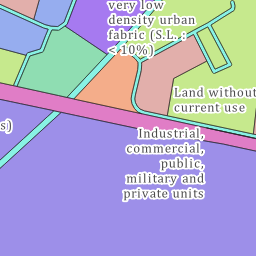 very low
density urban
fabric (S.L. :
< 10%)
Land without
current use
s)
Industrial,
commercial,
public,
military and
private units